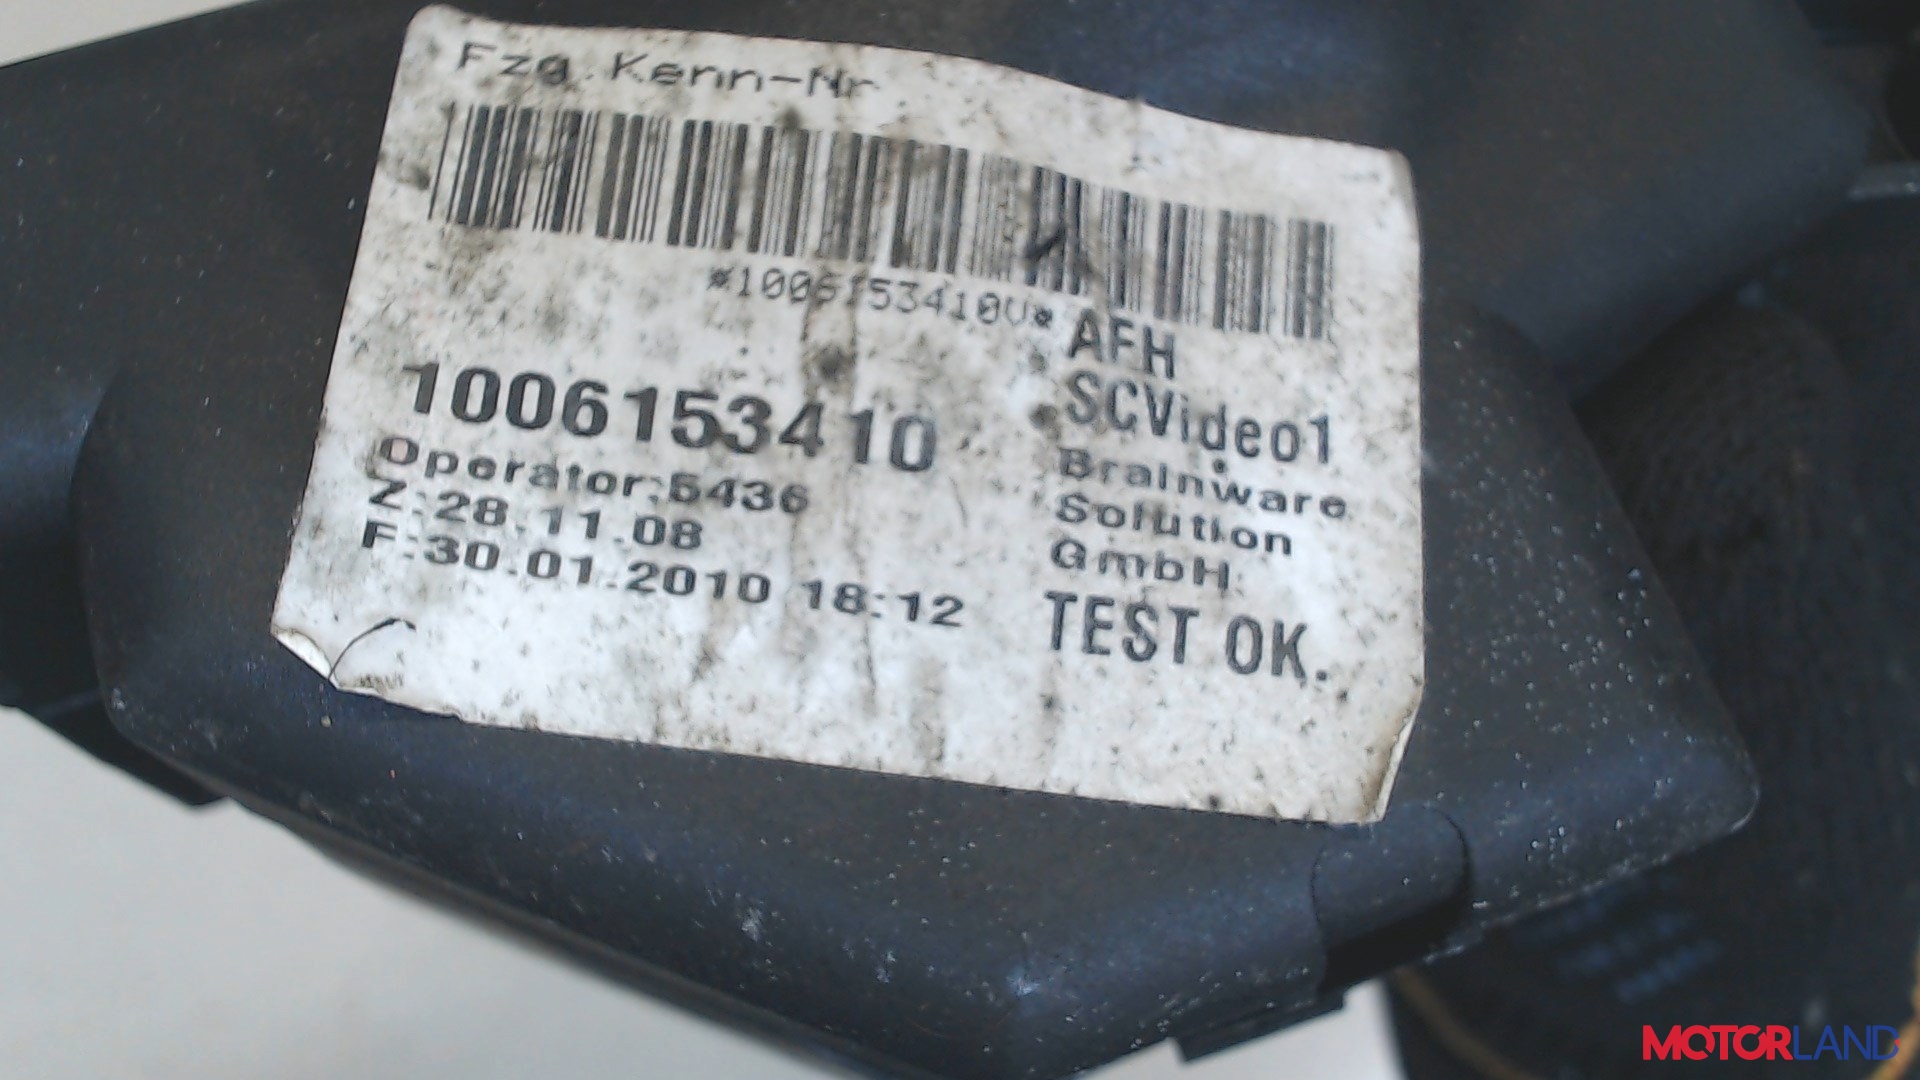 Fzg.Kenn-Nr
*1006153410U*
1006153410
Operator:5436
Z:28.11.08
F:30.01.2010 18:12
AFH
SCVideo1
Brainware
Solution
GmbH
TEST OK.
MOTORLAND